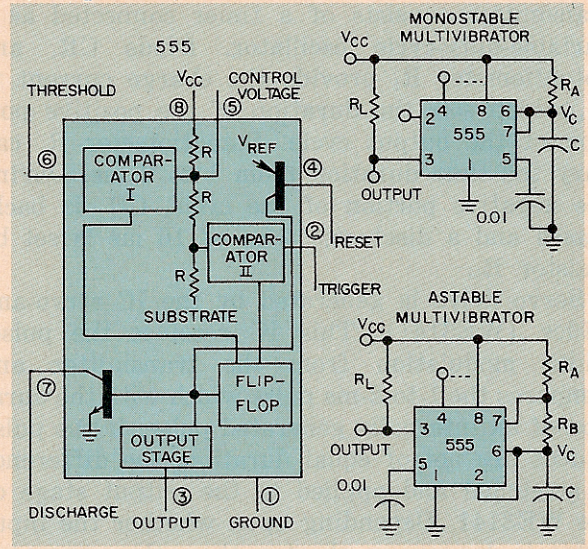 555
THRESHOLD
⑥
VCC
⑧
⑤
CONTROL
VOLTAGE
COMPAR-
ATOR
I
R
R
R
VREF
④
RESET
②
COMPAR-
ATOR
II
TRIGGER
SUBSTRATE
⑦
FLIP-
FLOP
OUTPUT
STAGE
DISCHARGE
③
OUTPUT
①
GROUND
MONOSTABLE
MULTIVIBRATOR
VCC
RL
RA
VC
C
4
8
6
7
2
555
3
5
1
OUTPUT
0.01
ASTABLE
MULTIVIBRATOR
VCC
RL
RA
RB
VC
C
OUTPUT
4
8
7
3
555
6
5
1
2
0.01